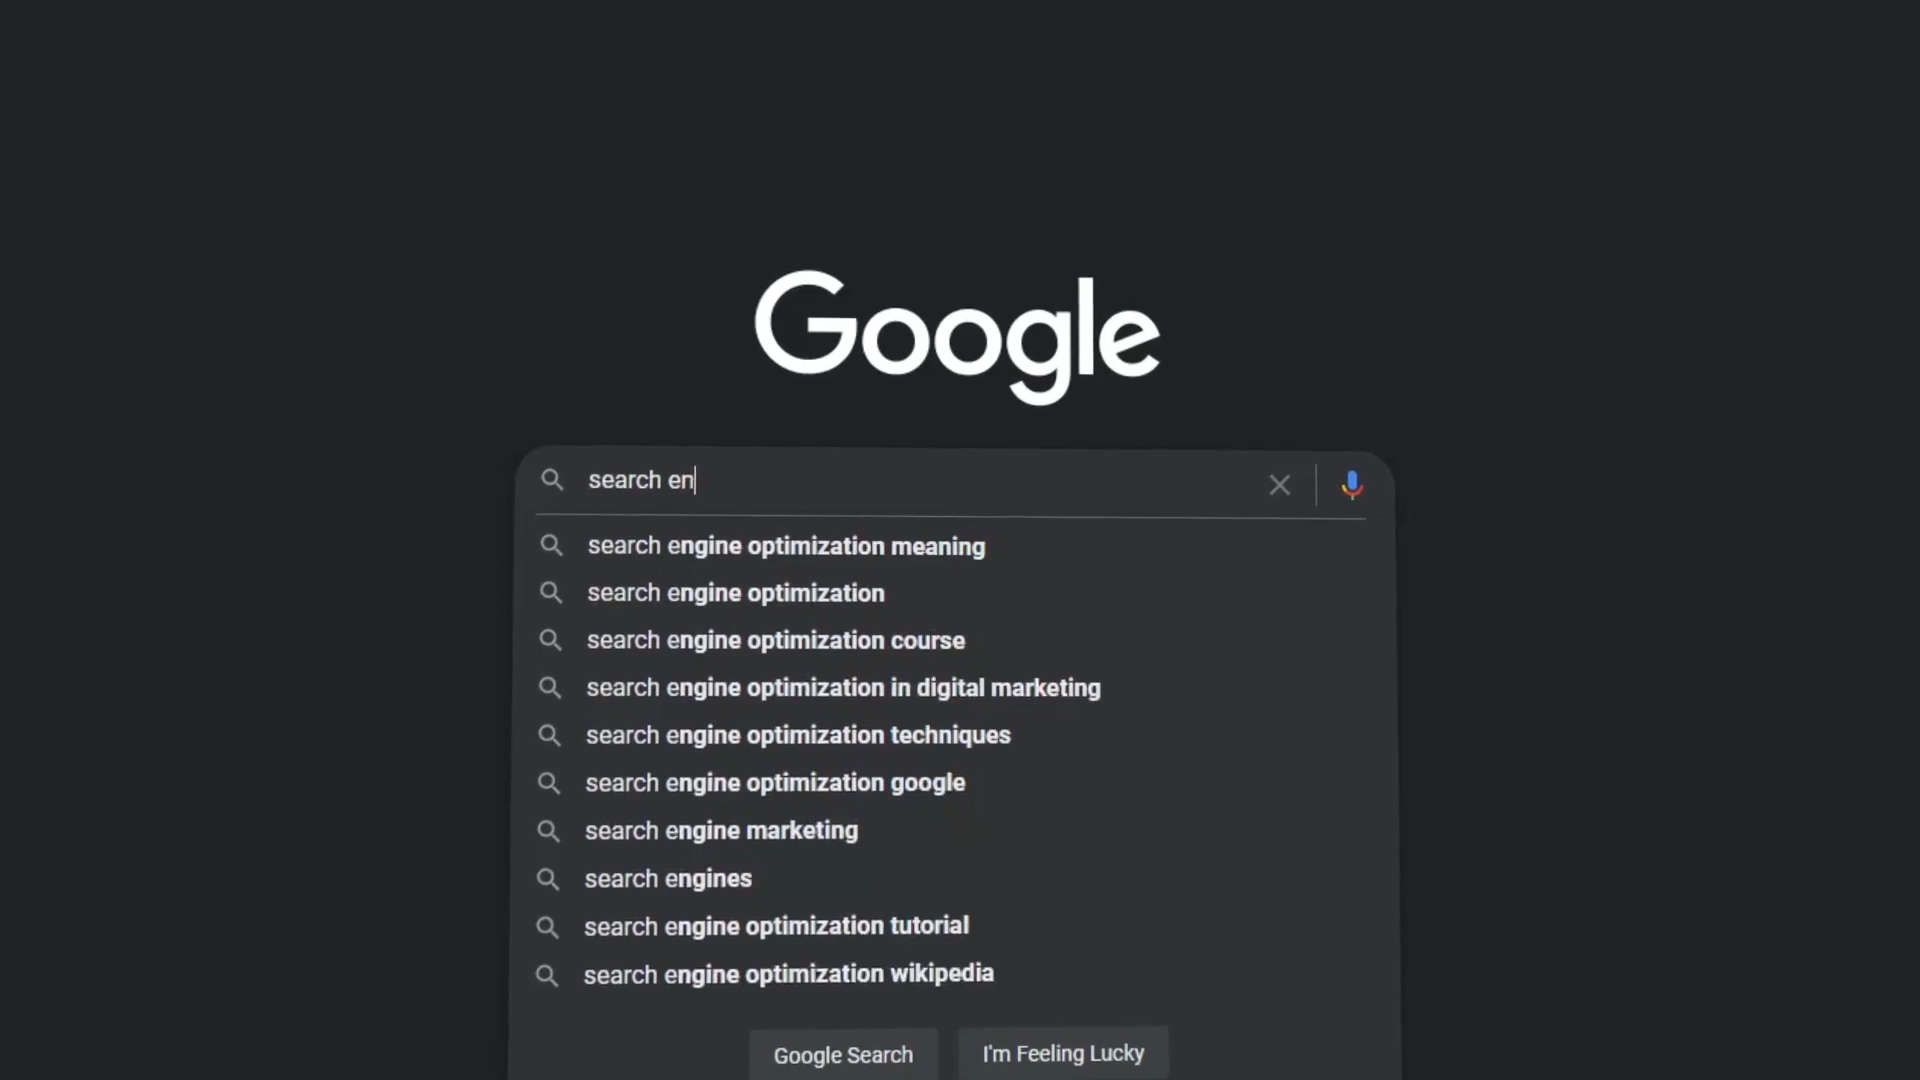 Google
search en
search engine optimization meaning
search engine optimization
search engine optimization course
search engine optimization in digital marketing
search engine optimization techniques
search engine optimization google
search engine marketing
search engines
search engine optimization tutorial
search engine optimization wikipedia
Google Search
I'm Feeling Lucky